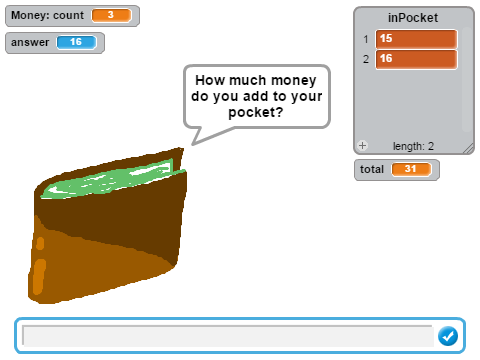 Money: count 3
answer 16
How much money
do you add to your
pocket?
inPocket
1 15
2 16
+ length: 2
total 31